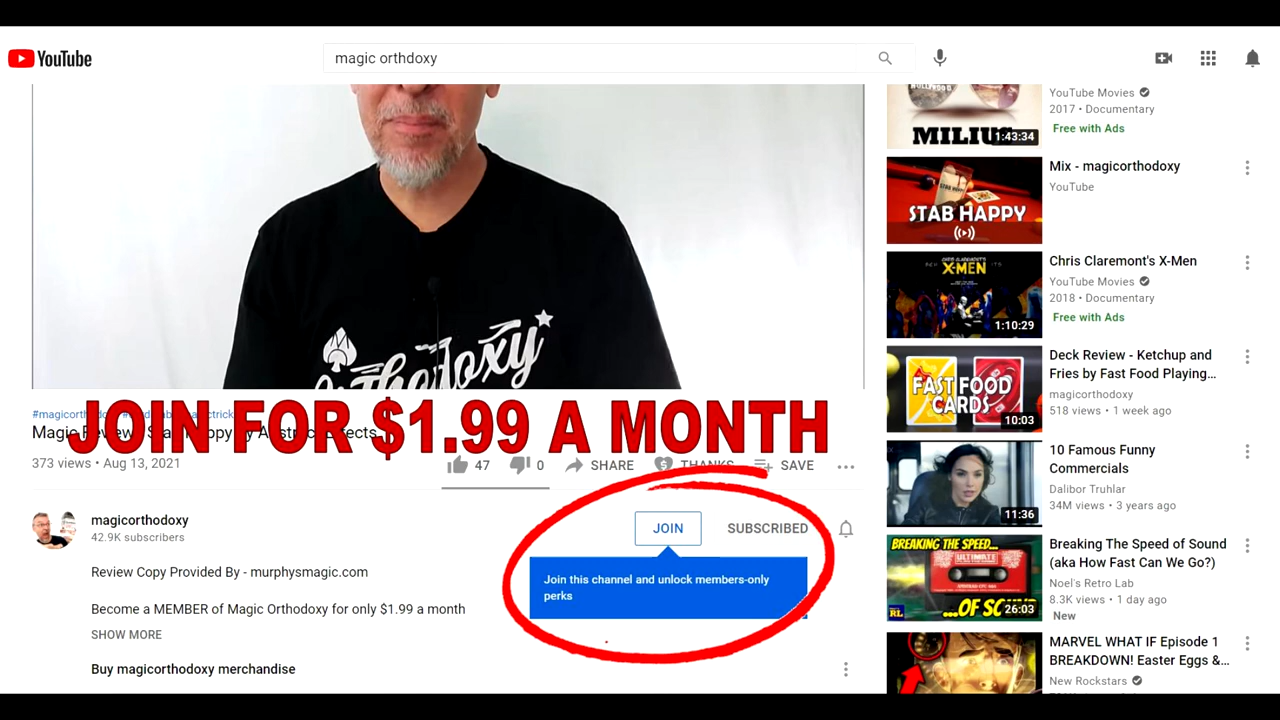 YouTube
magic orthdoxy
Orthodoxy
JOIN FOR $1.99 A MONTH
373 views • Aug 13, 2021
47
0
SHARE
THANKS
SAVE
magicorthodoxy
42.9K subscribers
JOIN
SUBSCRIBED
Join this channel and unlock members-only
perks
Review Copy Provided By - murphysmagic.com
Become a MEMBER of Magic Orthodoxy for only $1.99 a month
SHOW MORE
Buy magicorthodoxy merchandise
MILIUS
1:43:34
YouTube Movies
2017 • Documentary
Free with Ads
STAB HAPPY
Mix - magicorthodoxy
YouTube
CHRIS CLAREMONT'S
X-MEN
1:10:29
Chris Claremont's X-Men
YouTube Movies
2018 • Documentary
Free with Ads
FAST FOOD
CARDS
10:03
Deck Review - Ketchup and
Fries by Fast Food Playing...
magicorthodoxy
518 views • 1 week ago
11:36
10 Famous Funny
Commercials
Dalibor Truhlar
34M views • 3 years ago
BREAKING THE SPEED...
ULTIMATE
...OF SOUND
RL
26:03
Breaking The Speed of Sound
(aka How Fast Can We Go?)
Noel's Retro Lab
8.3K views • 1 day ago
New
MARVEL WHAT IF Episode 1
BREAKDOWN! Easter Eggs &...
New Rockstars